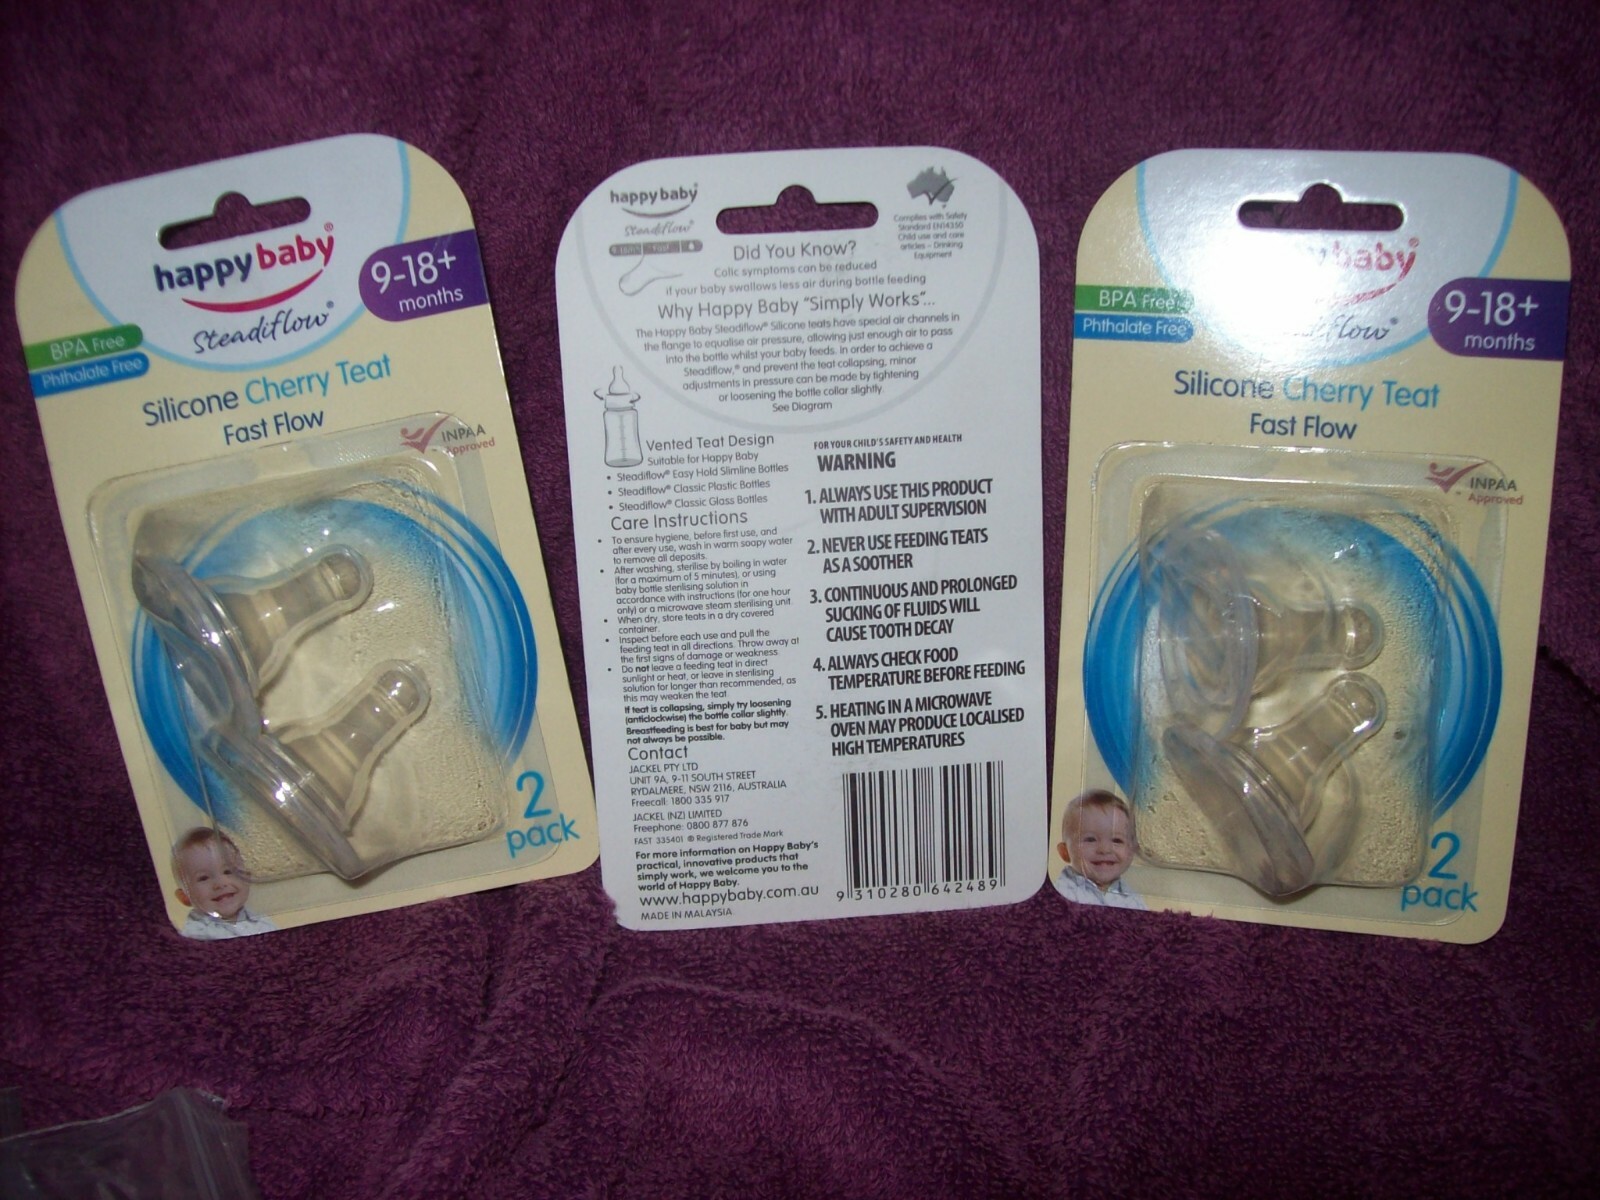 happy baby®
Steadiflow®
9-18+
months
BPA Free
Phthalate Free
Silicone Cherry Teat
Fast Flow
INPAA
Approved
2
pack
happy baby®
Steadiflow®
Complies with Safety
Standard EN14350
Child use and care
articles - Drinking
Equipment
Did You Know?
Colic symptoms can be reduced
if your baby swallows less air during bottle feeding
Why Happy Baby "Simply Works"...
The Happy Baby Steadiflow® Silicone teats have special air channels in
the flange to equalise air pressure, allowing just enough air to pass
into the bottle whilst your baby feeds. In order to achieve a
Steadiflow,® and prevent the teat collapsing, minor
adjustments in pressure can be made by tightening
or loosening the bottle collar slightly.
See Diagram
Vented Teat Design
Suitable for Happy Baby
• Steadiflow® Easy Hold Slimline Bottles
• Steadiflow® Classic Plastic Bottles
• Steadiflow® Classic Glass Bottles
Care Instructions
• To ensure hygiene, before first use, and
after every use, wash in warm soapy water
to remove all deposits.
• After washing, sterilise by boiling in water
(for a maximum of 5 minutes), or using
baby bottle sterilising solution in
accordance with instructions (for one hour
only) or a microwave steam sterilising unit.
• When dry, store teats in a dry covered
container.
• Inspect before each use and pull the
feeding teat in all directions. Throw away at
the first signs of damage or weakness.
• Do not leave a feeding teat in direct
sunlight or heat, or leave in sterilising
solution for longer than recommended, as
this may weaken the teat.
If teat is collapsing, simply try loosening
(anticlockwise) the bottle collar slightly.
Breastfeeding is best for baby but may
not always be possible.
Contact
JACKEL PTY LTD
UNIT 9A, 9-11 SOUTH STREET
RYDALMERE, NSW 2116, AUSTRALIA
Freecall: 1800 335 917
JACKEL (NZ) LIMITED
Freephone: 0800 877 876
FAST 335401 ® Registered Trade Mark
For more information on Happy Baby's
practical, innovative products that
simply work, we welcome you to the
world of Happy Baby.
www.happybaby.com.au
MADE IN MALAYSIA
FOR YOUR CHILD'S SAFETY AND HEALTH
WARNING
1. ALWAYS USE THIS PRODUCT
WITH ADULT SUPERVISION
2. NEVER USE FEEDING TEATS
AS A SOOTHER
3. CONTINUOUS AND PROLONGED
SUCKING OF FLUIDS WILL
CAUSE TOOTH DECAY
4. ALWAYS CHECK FOOD
TEMPERATURE BEFORE FEEDING
5. HEATING IN A MICROWAVE
OVEN MAY PRODUCE LOCALISED
HIGH TEMPERATURES
9 310280 642489
baby®
9-18+
months
BPA Free
Phthalate Free
Silicone Cherry Teat
Fast Flow
INPAA
Approved
2
pack